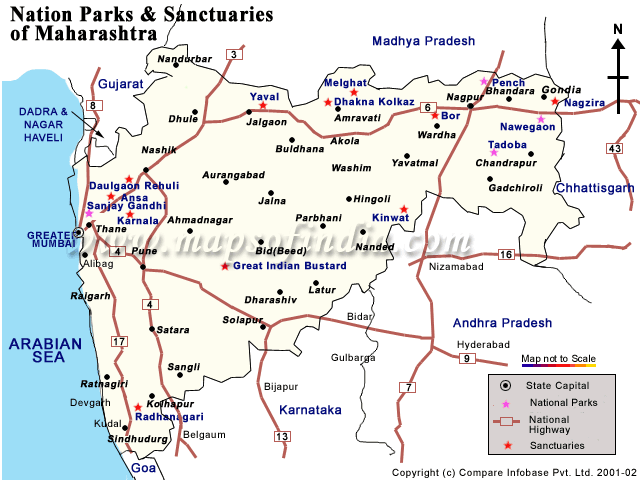 Nation Parks & Sanctuaries
of Maharashtra
Madhya Pradesh
N
Nandurbar
3
Gujarat
Melghat
Pench
Bhandara
Gondia
Yaval
Dhakna Kolkaz
Nagpur
Nagzira
8
6
DADRA &
NAGAR
HAVELI
Dhule
Jalgaon
Amravati
Bor
Nawegaon
Wardha
Akola
Buldhana
Tadoba
43
Nashik
Washim
Yavatmal
Chandrapur
Daulgaon Rehuli
Aurangabad
Gadchiroli
Chhattisgarh
Ansa
Sanjay Gandhi
Jalna
Hingoli
Karnala
Ahmadnagar
Parbhani
Kinwat
Thane
GREATER
MUMBAI
www.mapsofindia.com
Nanded
4
Pune
Bid(Beed)
16
Alibag
Great Indian Bustard
Nizamabad
Raigarh
Latur
Dharashiv
4
Solapur
Bidar
Andhra Pradesh
Satara
17
ARABIAN
SEA
Hyderabad
Gulbarga
9
Map not to Scale
Sangli
Ratnagiri
Bijapur
7
State Capital
Devgarh
Kolhapur
Karnataka
National Parks
Radhanagari
National
Highway
Kudal
Sindhudurg
Belgaum
13
Sanctuaries
Goa
Copyright (c) Compare Infobase Pvt. Ltd. 2001-02